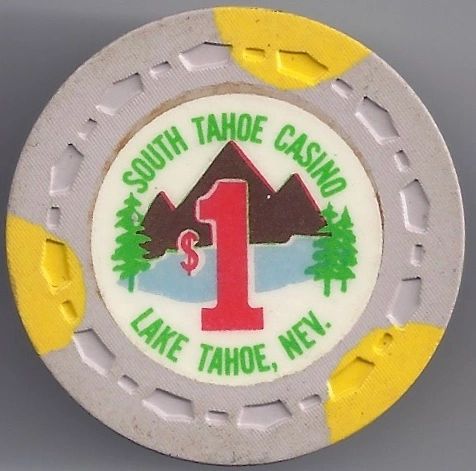 SOUTH TAHOE CASINO
$1
LAKE TAHOE, NEV.